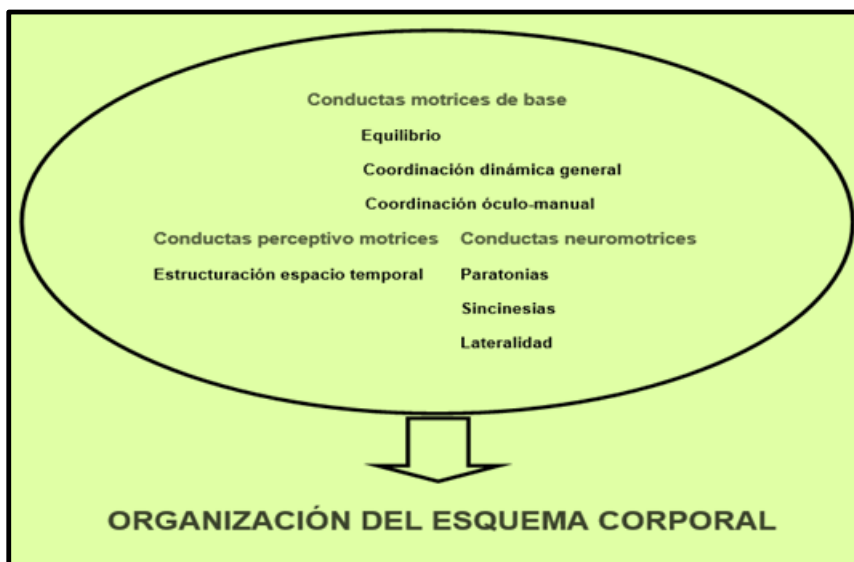 Conductas motrices de base
Equilibrio
Coordinación dinámica general
Coordinación óculo-manual
Conductas perceptivo motrices
Estructuración espacio temporal
Conductas neuromotrices
Paratonias
Sincinesias
Lateralidad
ORGANIZACIÓN DEL ESQUEMA CORPORAL